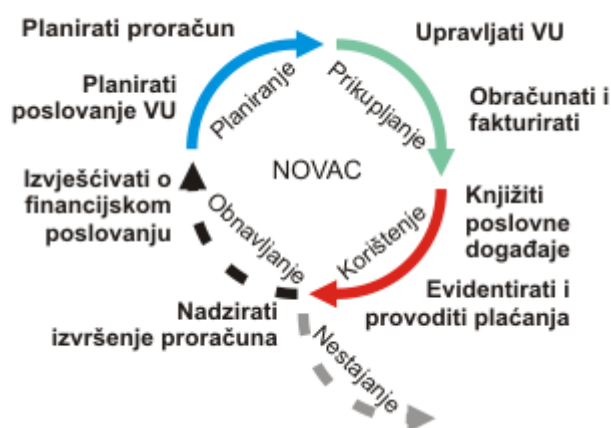 Planirati proračun
Upravljati VU
Planirati
poslovanje VU
Planiranje
Prikupljanje
Obračunati i
fakturirati
NOVAC
Izvješćivati o
financijskom
poslovanju
Obnavljanje
Korištenje
Knjižiti
poslovne
događaje
Nadzirati
izvršenje proračuna
Evidentirati i
provoditi plaćanja
Nestajanje